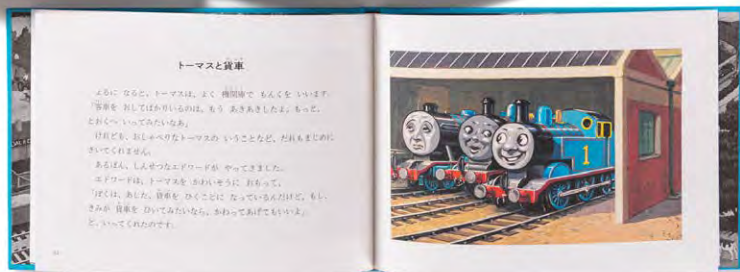 トーマスと貨車
よるに なると、トーマスは、よく 機関庫で もんくを いいます。
「客車を おしてばかりいるのは、もう あきあきしたよ。もっと、
とおくへ いってみたいなあ」
けれども、おしゃべりなトーマスの いうことなど、だれもまじめに
きいてくれません。
あるばん、しんせつなエドワードが やってきました。
エドワードは、トーマスを かわいそうに おもって、
「ぼくは、あした、貨車を ひくことに なっているんだけど、もし、
きみが 貨車を ひいてみたいなら、かわってあげてもいいよ」
と、いってくれたのです。
1